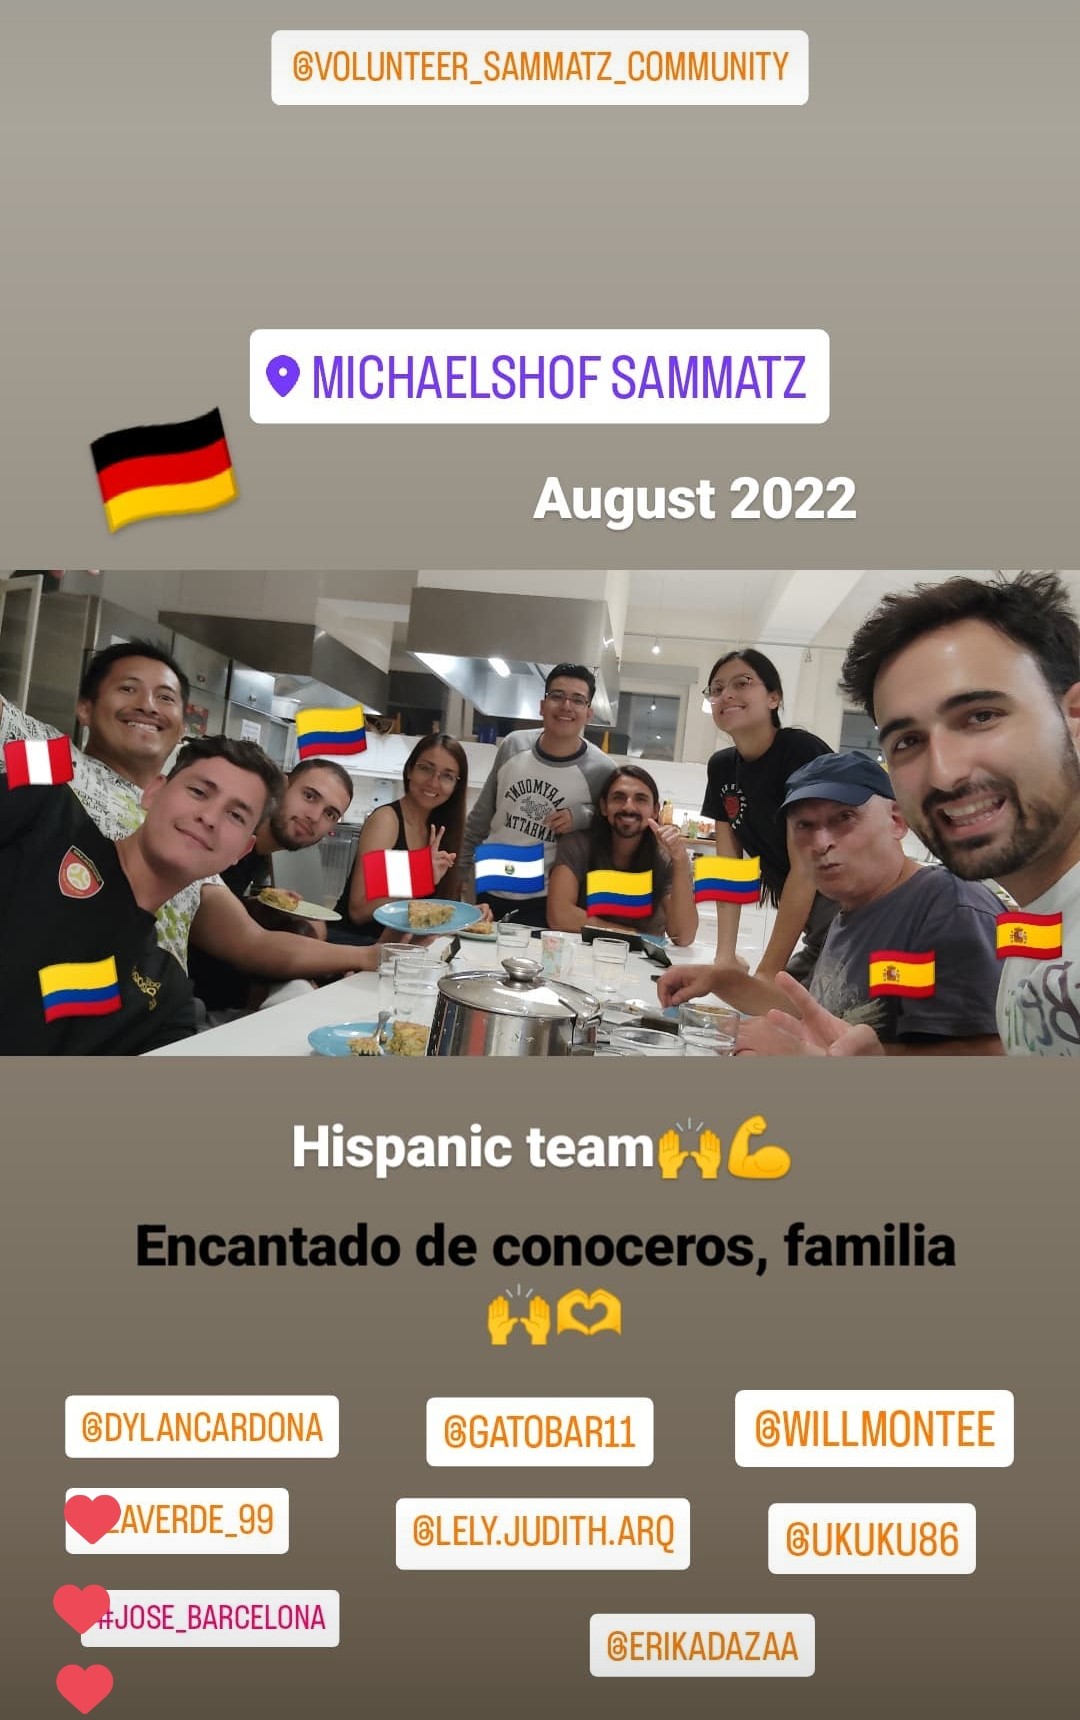 @VOLUNTEER_SAMMATZ_COMMUNITY
MICHAELSHOF SAMMATZ
August 2022
Hispanic team🙌💪
Encantado de conoceros, familia
🙌🫶
@DYLANCARDONA @GATOBAR11 @WILLMONTEE
AVERDE_99 @LELY.JUDITH.ARQ @UKUKU86
#JOSE_BARCELONA @ERIKADAZAA